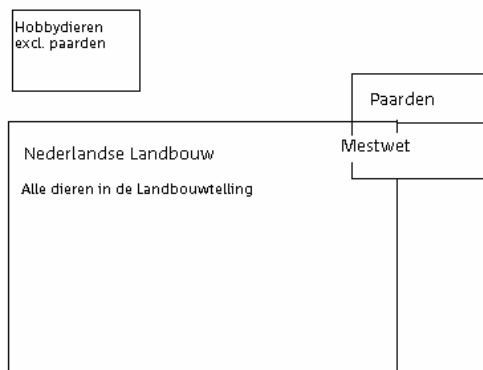 Hobbydieren
excl. paarden
Paarden
Mestwet
Nederlandse Landbouw
Alle dieren in de Landbouwtelling